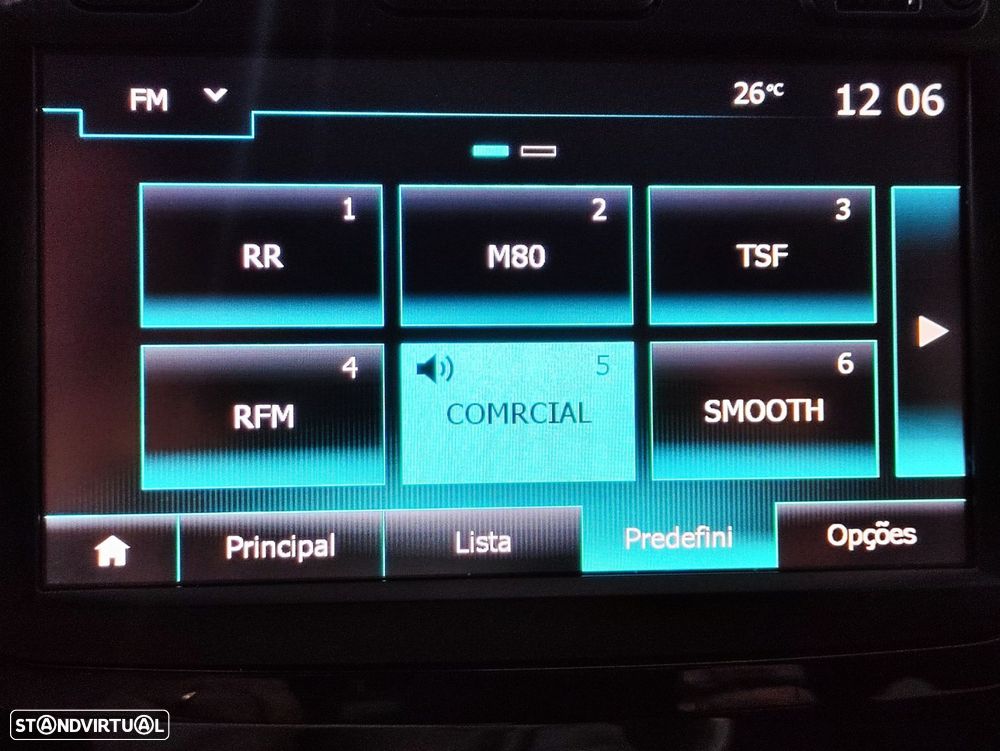 FM
26°C
12 06
1
RR
2
M80
3
TSF
4
RFM
5
COMRCIAL
6
SMOOTH
Principal
Lista
Predefini
Opções
STANDVIRTUAL